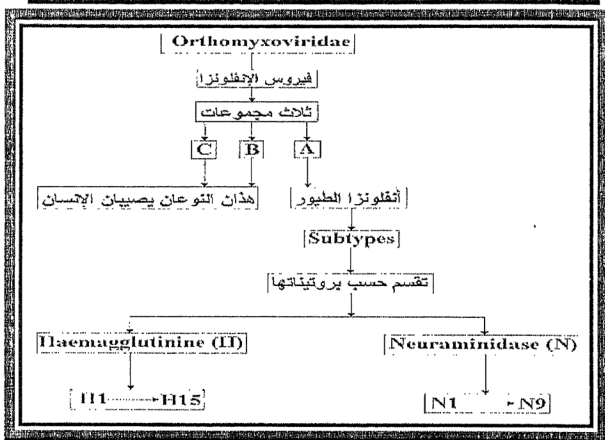 Orthomyxoviridae
فيروس الإنفلونزا
ثلاث مجموعات
A B C
أنفلونزا الطيور
هذان النوعان يصيبان الإنسان
Subtypes
تقسم حسب بروتيناتها
Haemagglutinine (H) Neuraminidase (N)
H1 H15 N1 N9